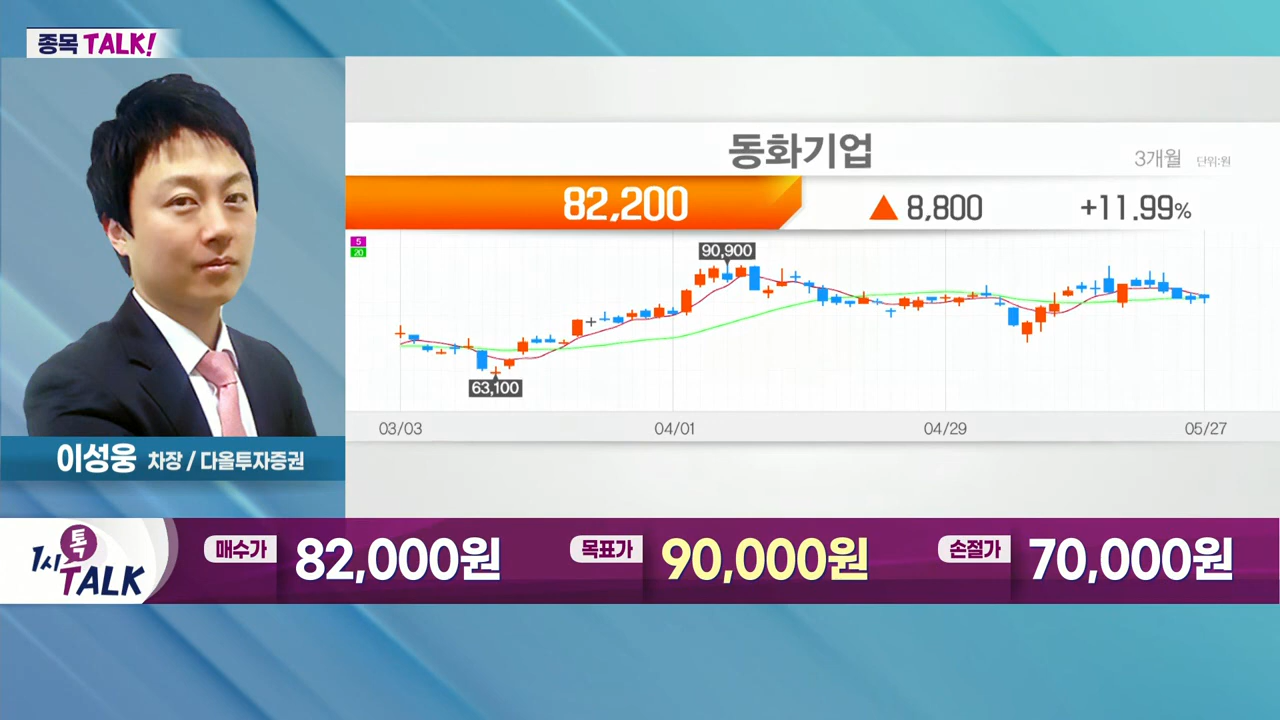 종목 TALK!
동화기업
3개월 단위:원
82,200 ▲ 8,800 +11.99%
5
20
90,900
63,100
03/03 04/01 04/29 05/27
이성웅 차장 / 다올투자증권
1시 톡 TALK
매수가 82,000원 목표가 90,000원 손절가 70,000원